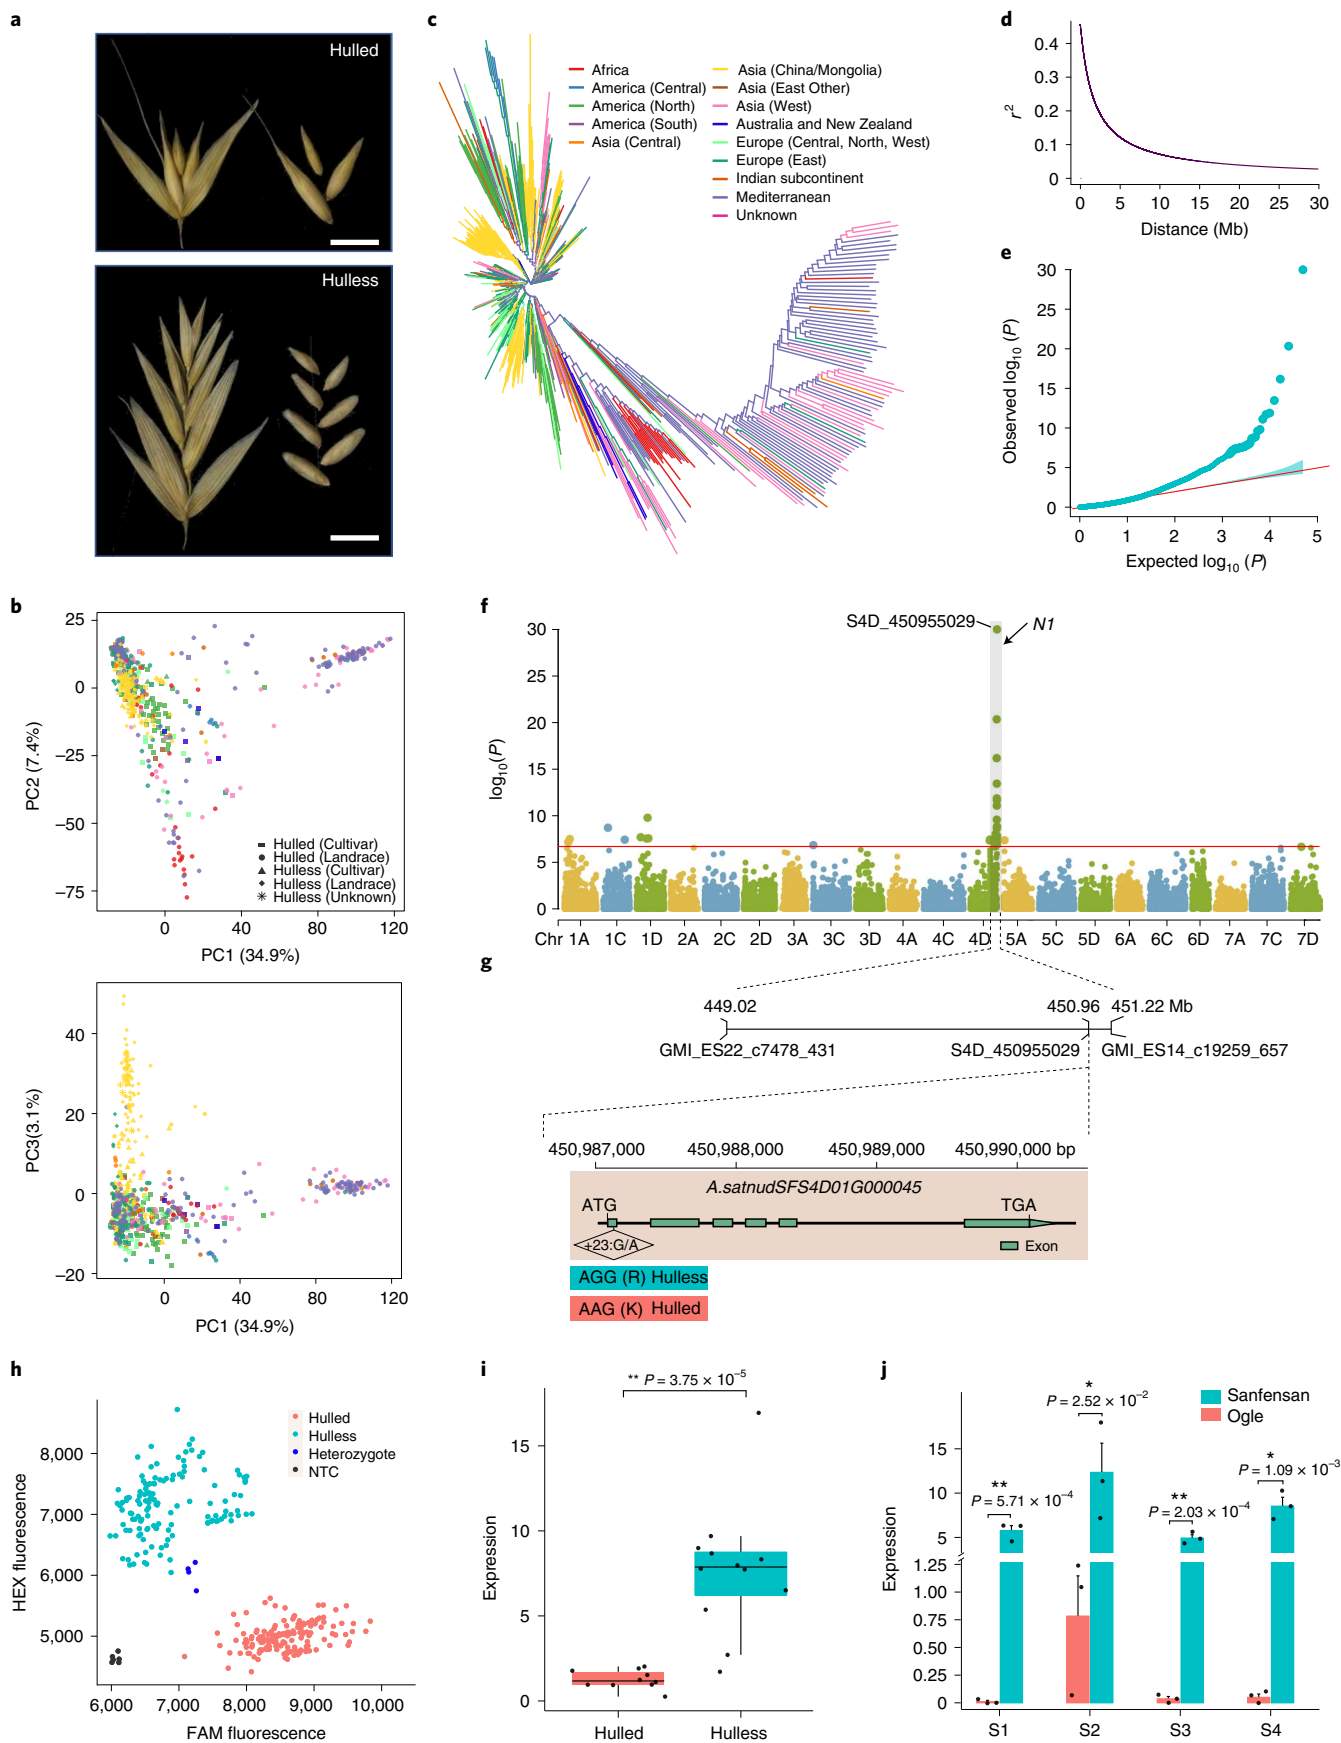 a
Hulled
Hulless
c
Africa
America (Central)
America (North)
America (South)
Asia (Central)
Asia (China/Mongolia)
Asia (East Other)
Asia (West)
Australia and New Zealand
Europe (Central, North, West)
Europe (East)
Indian subcontinent
Mediterranean
Unknown
d
r²
0.4
0.3
0.2
0.1
0
0 5 10 15 20 25 30
Distance (Mb)
e
Observed log₁₀ (P)
30
25
20
15
10
5
0
0 1 2 3 4 5
Expected log₁₀ (P)
b
PC2 (7.4%)
25
0
−25
−50
−75
Hulled (Cultivar)
Hulled (Landrace)
Hulless (Cultivar)
Hulless (Landrace)
Hulless (Unknown)
0 40 80 120
PC1 (34.9%)
PC3(3.1%)
40
20
0
−20
0 40 80 120
PC1 (34.9%)
f
S4D_450955029
N1
log₁₀(P)
30
25
20
15
10
5
0
Chr 1A 1C 1D 2A 2C 2D 3A 3C 3D 4A 4C 4D 5A 5C 5D 6A 6C 6D 7A 7C 7D
g
449.02 450.96 451.22 Mb
GMI_ES22_c7478_431 S4D_450955029 GMI_ES14_c19259_657
450,987,000 450,988,000 450,989,000 450,990,000 bp
A.satnudSFS4D01G000045
ATG TGA
+23:G/A
Exon
AGG (R) Hulless
AAG (K) Hulled
h
HEX fluorescence
8,000
7,000
6,000
5,000
Hulled
Hulless
Heterozygote
NTC
6,000 7,000 8,000 9,000 10,000
FAM fluorescence
i
** P = 3.75 × 10⁻⁵
Expression
15
10
5
0
Hulled Hulless
j
Sanfensan
Ogle
*
P = 2.52 × 10⁻²
**
P = 5.71 × 10⁻⁴
**
P = 2.03 × 10⁻⁴
*
P = 1.09 × 10⁻³
Expression
15
10
5
1.25
1.00
0.75
0.50
0.25
0
S1 S2 S3 S4